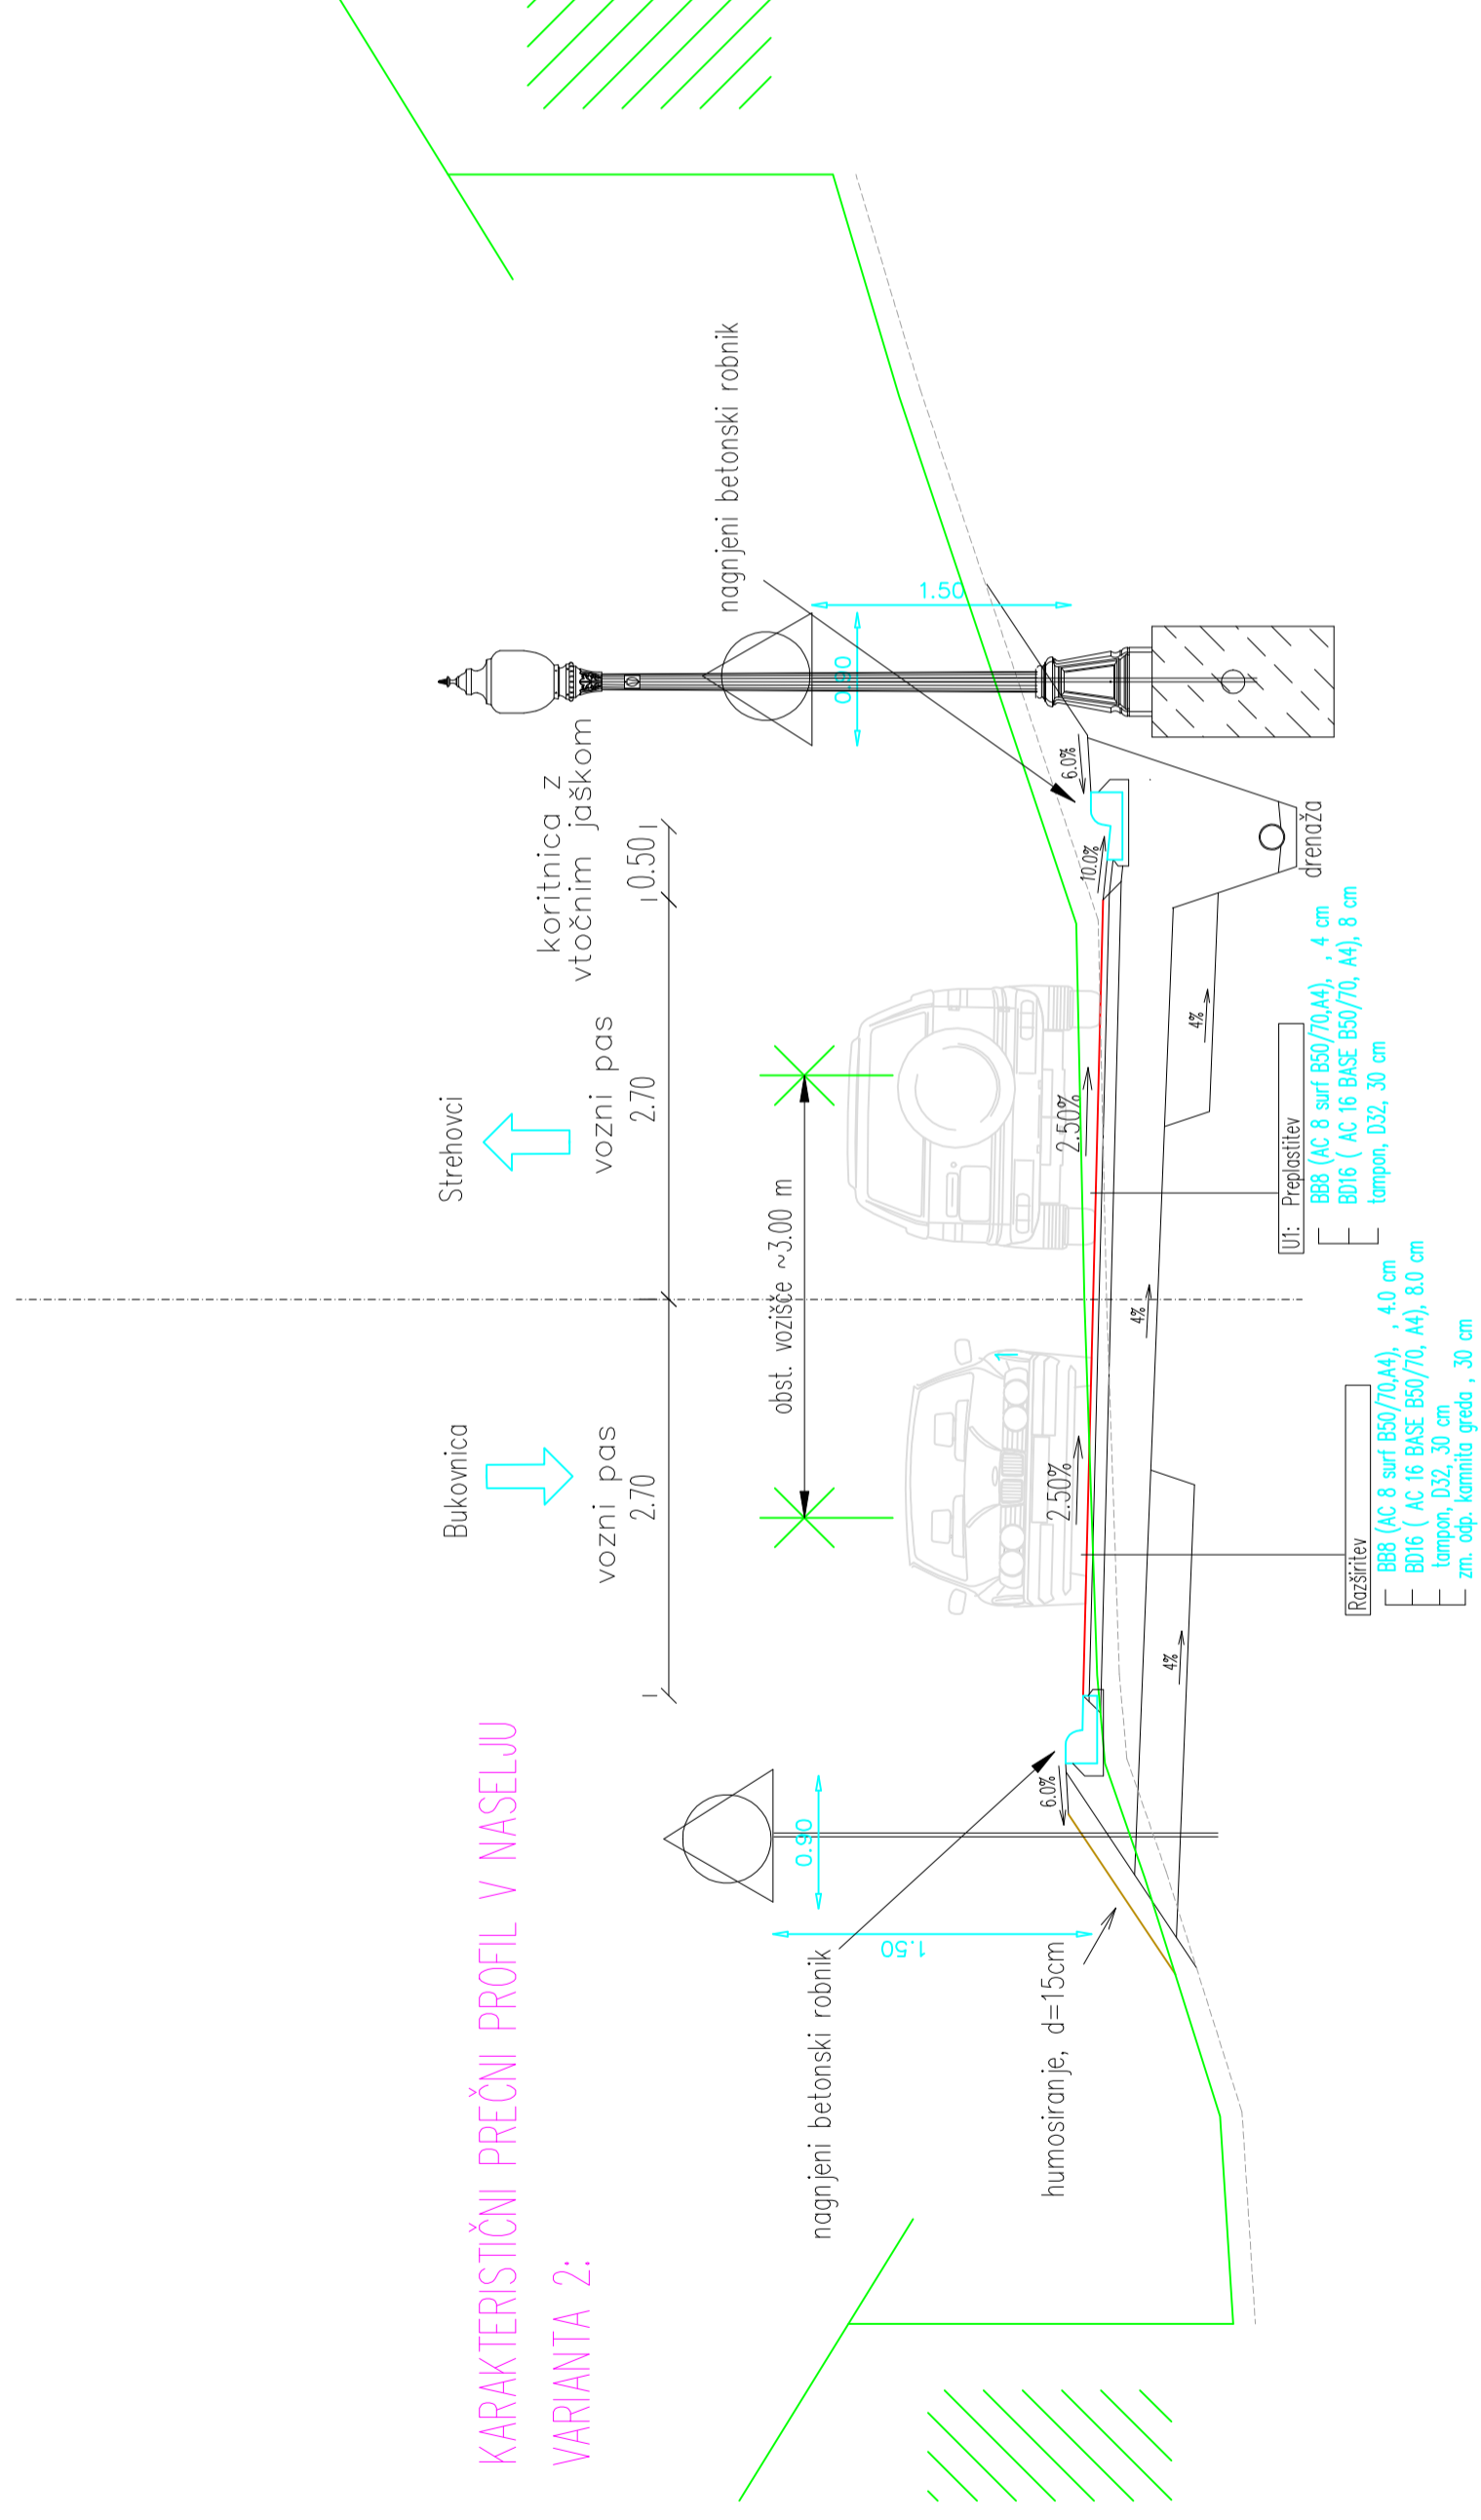 KARAKTERISTIČNI PREČNI PROFIL V NASELJU
VARIANTA 2:
Bukovnica
Strehovci
koritnica z
vtočnim jaškom
vozni pas
vozni pas
2.70
2.70
0.50
nagnjeni betonski robnik
obst. vozišče ~3.00 m
nagnjeni betonski robnik
0.90
0.90
1.50
1.50
humosiranje, d=15cm
6.0%
2.50%
2.50%
10.0%
6.0%
4%
4%
4%
drenaža
U1: Preplastitev
BB8 (AC 8 surf B50/70,A4), , 4 cm
BD16 ( AC 16 BASE B50/70, A4), 8 cm
tampon, D32, 30 cm
Razširitev
BB8 (AC 8 surf B50/70,A4), , 4.0 cm
BD16 ( AC 16 BASE B50/70, A4), 8.0 cm
tampon, D32, 30 cm
zm. odp. kamnita greda , 30 cm
1